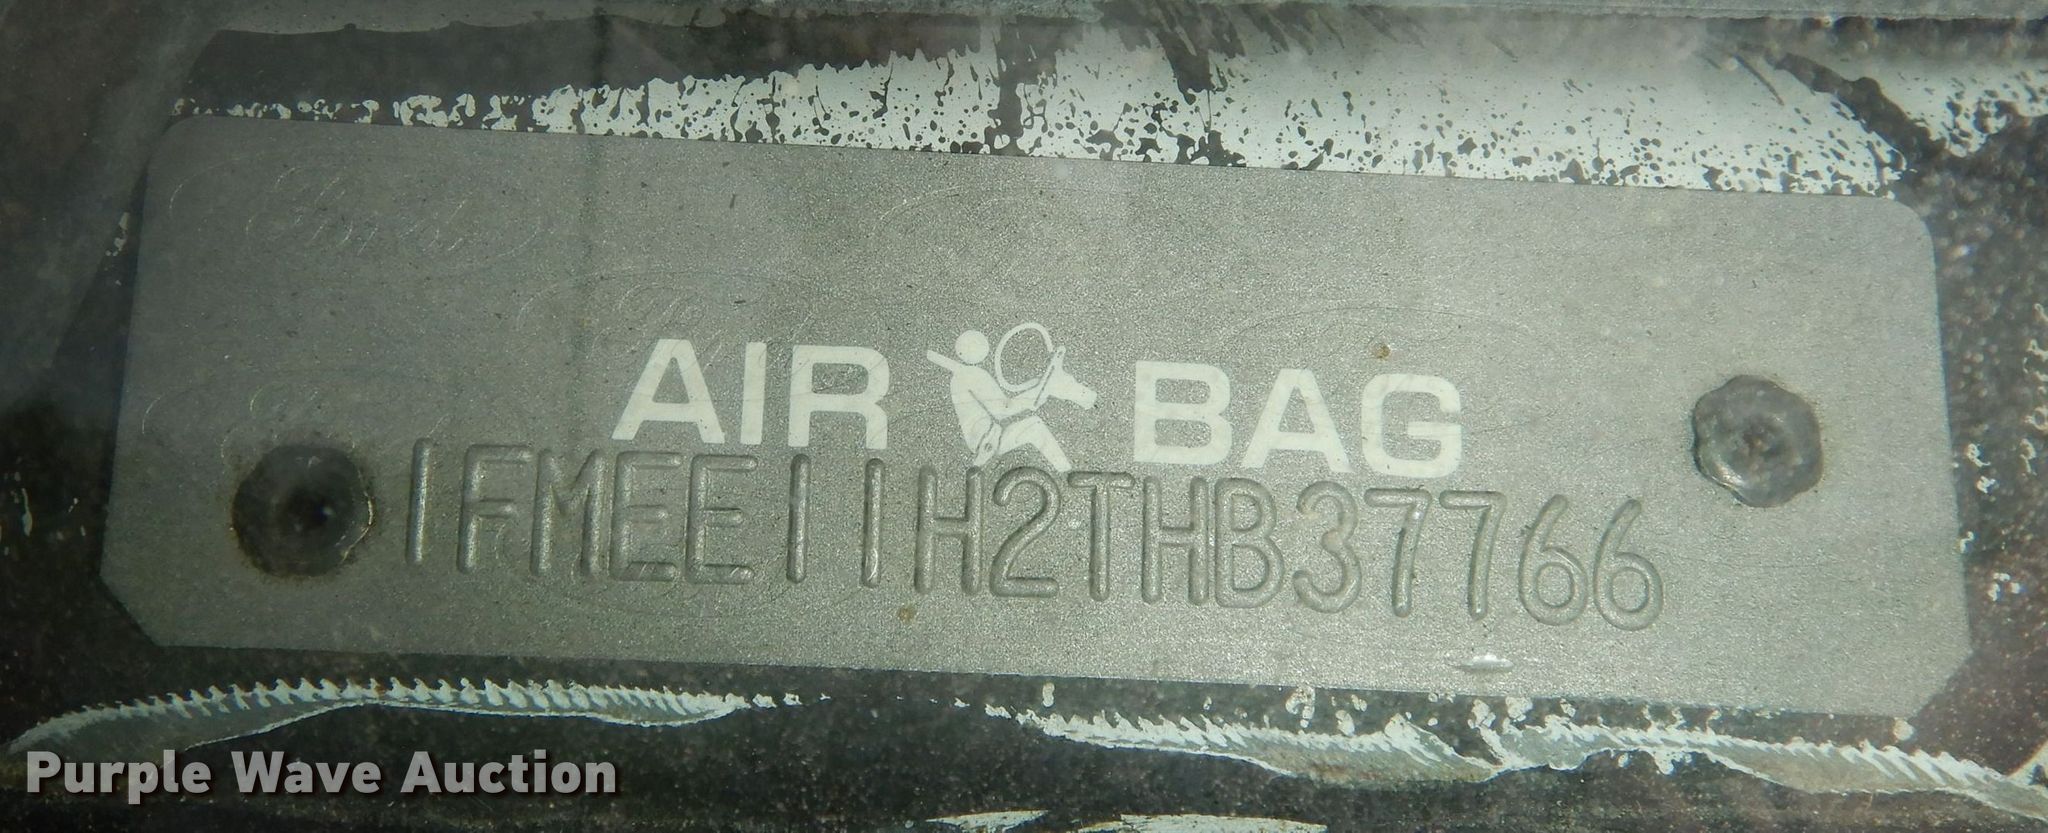 AIR BAG
1FMEE11H2THB37766
Purple Wave Auction